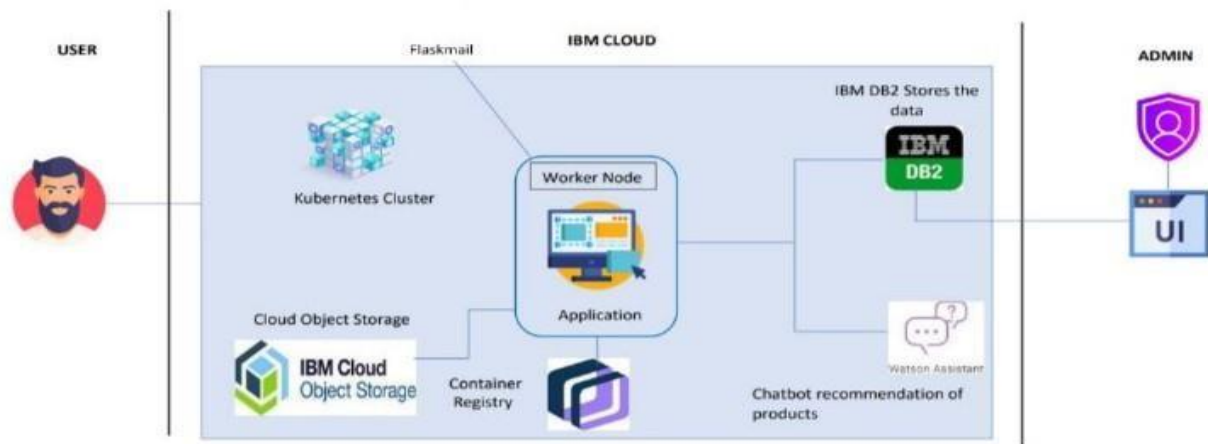 USER
Flaskmail
IBM CLOUD
ADMIN
IBM DB2 Stores the
data
IBM
DB2
Worker Node
Kubernetes Cluster
UI
Cloud Object Storage
Application
IBM Cloud
Object Storage
Container
Registry
?
Watson Assistant
Chatbot recommendation of
products